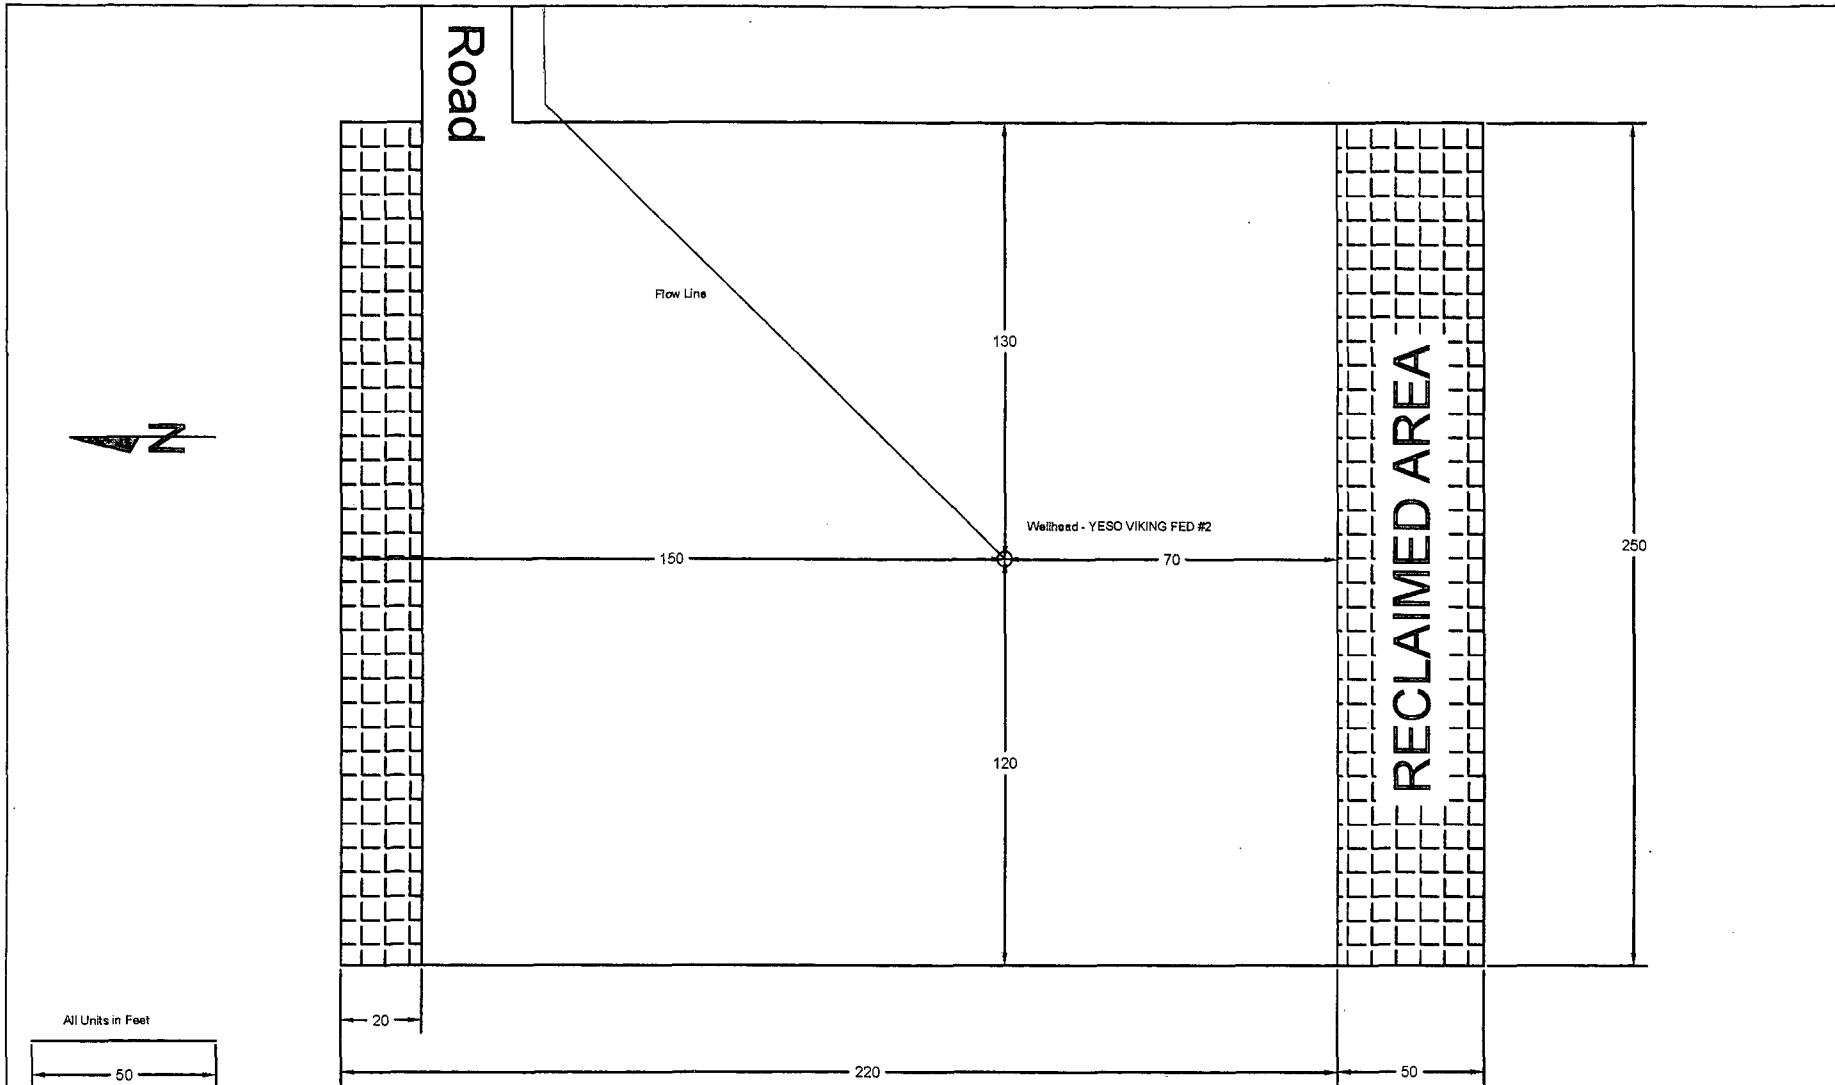 Road
Flow Line
130
N
Wellhead - YESO VIKING FED #2
150
70
RECLAIMED AREA
250
120
All Units in Feet
20
50
220
50